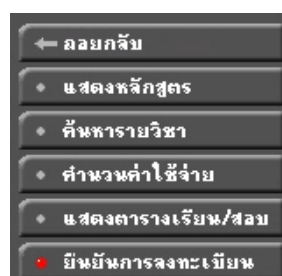 ถอยกลับ
แสดงหลักสูตร
ค้นหารายวิชา
คำนวนค่าใช้จ่าย
แสดงตารางเรียน/สอบ
ยืนยันการลงทะเบียน